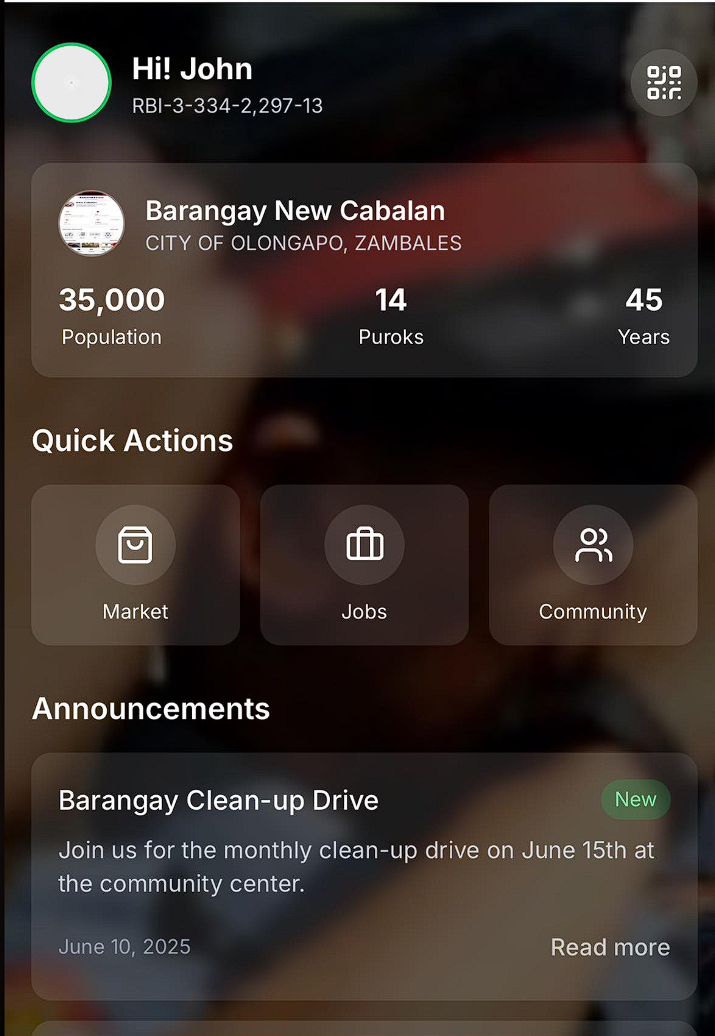 Hi! John
RBI-3-334-2,297-13
Barangay New Cabalan
CITY OF OLONGAPO, ZAMBALES
35,000
Population
14
Puroks
45
Years
Quick Actions
Market
Jobs
Community
Announcements
Barangay Clean-up Drive
New
Join us for the monthly clean-up drive on June 15th at
the community center.
June 10, 2025
Read more